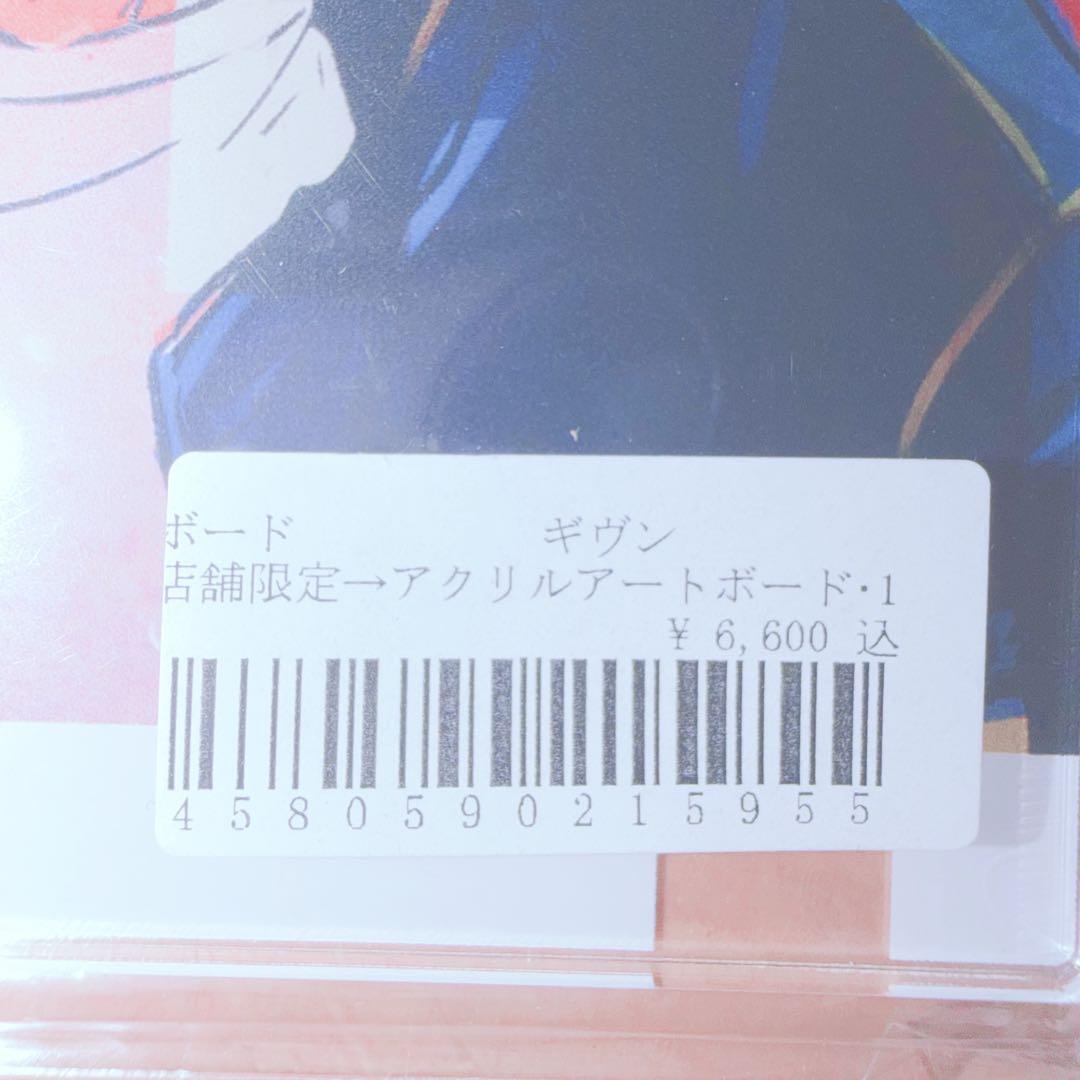 ボード ギヴン
店舗限定→アクリルアートボード・1
¥ 6,600 込
4580590215955